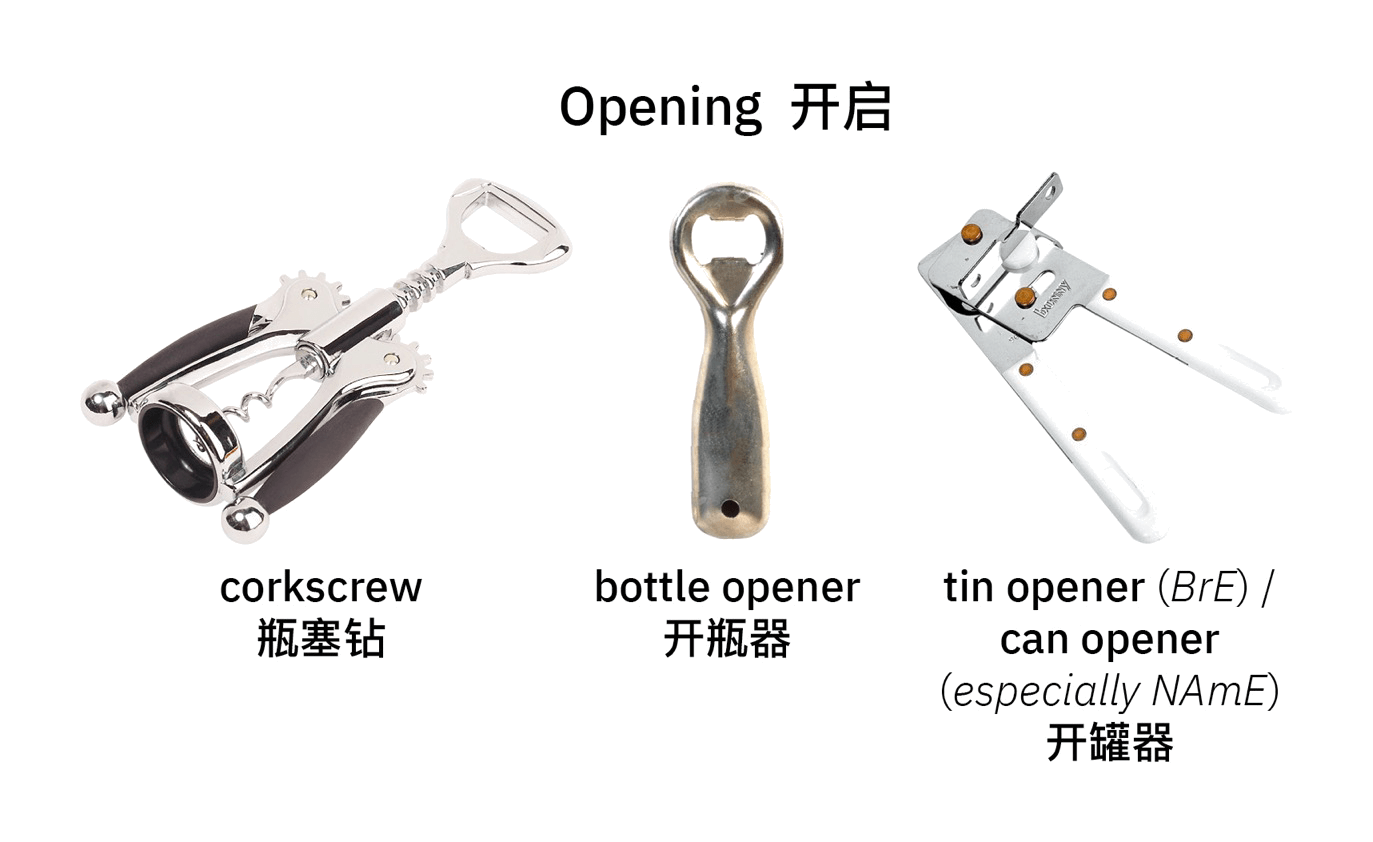 Opening 开启
corkscrew
瓶塞钻
bottle opener
开瓶器
tin opener (BrE) /
can opener
(especially NAmE)
开罐器